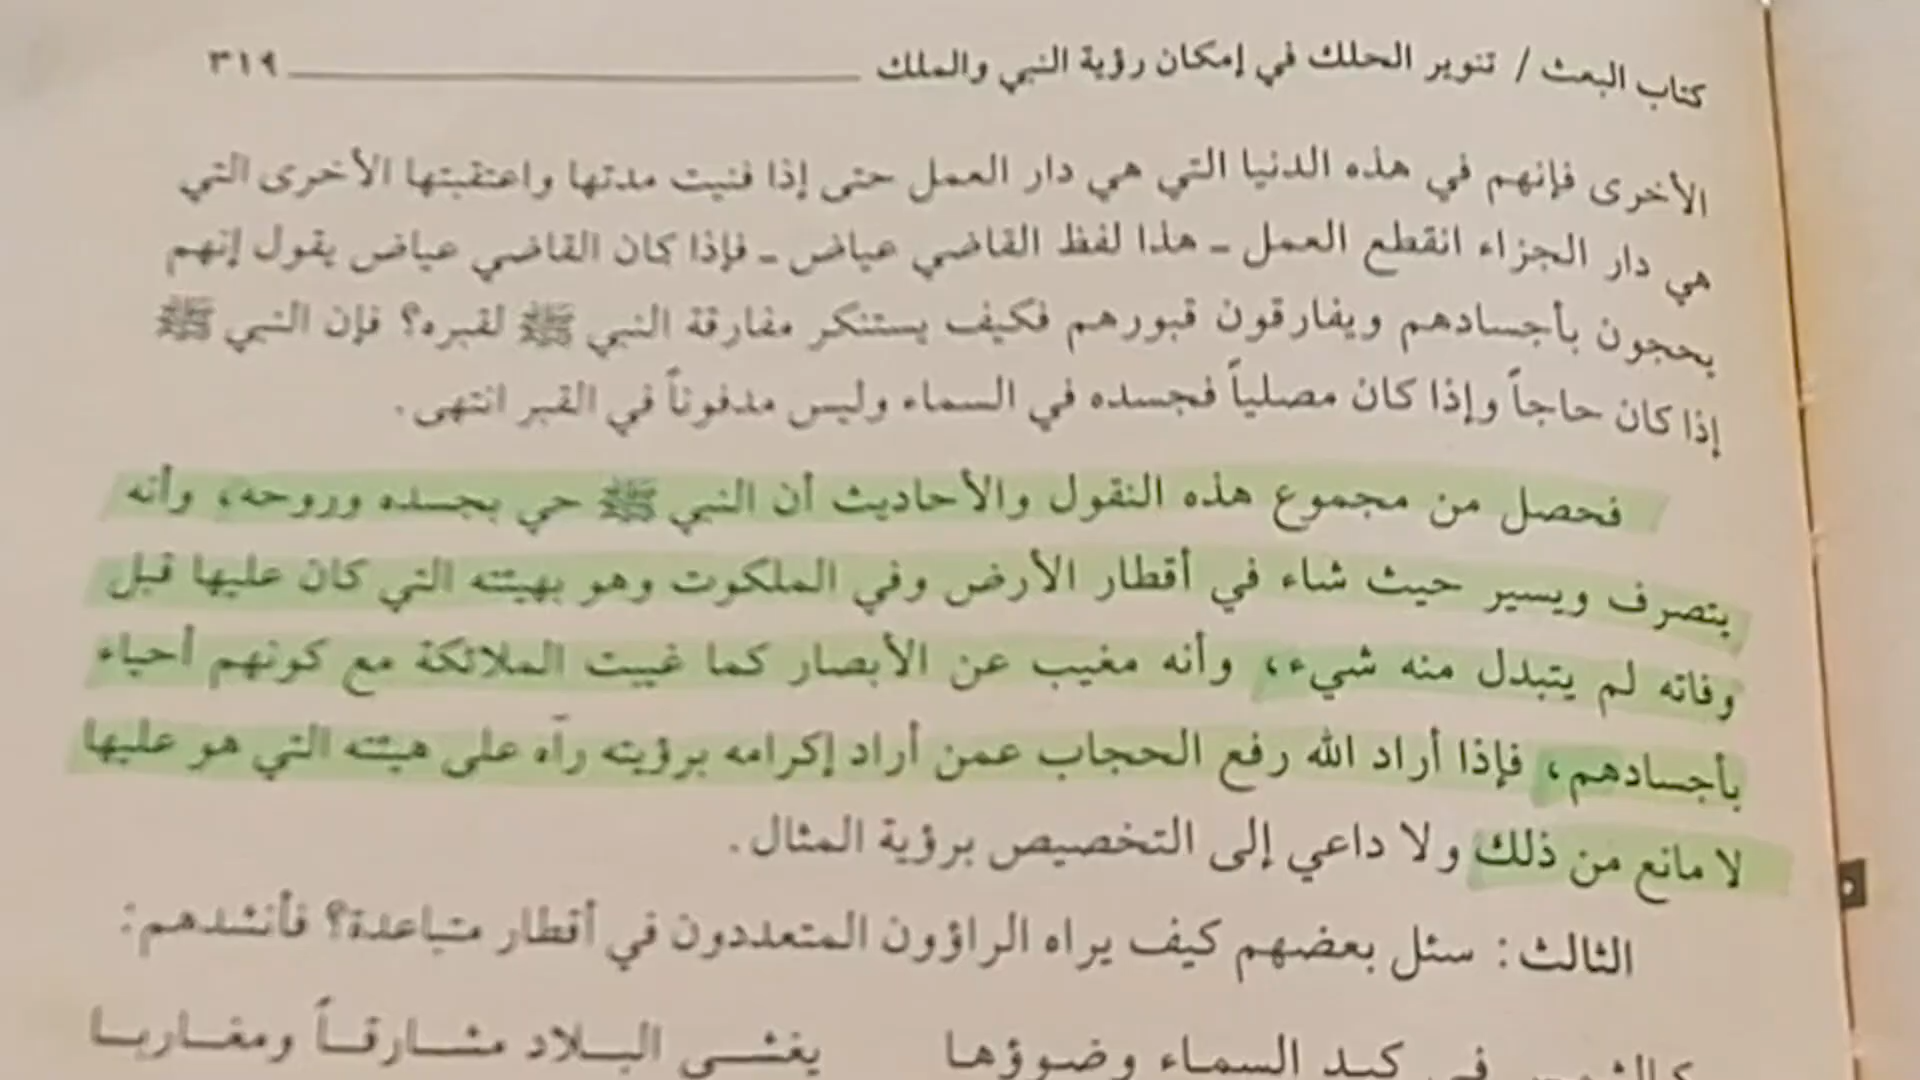 كتاب البعث / تنوير الحلك في إمكان رؤية النبي والملك ٣١٩
الأخرى فإنهم في هذه الدنيا التي هي دار العمل حتى إذا فنيت مدتها واعتقبتها الأخرى التي
هي دار الجزاء انقطع العمل ـ هذا لفظ القاضي عياض ـ فإذا كان القاضي عياض يقول إنهم
يحجون بأجسادهم ويفارقون قبورهم فكيف يستنكر مفارقة النبي ﷺ لقبره؟ فإن النبي ﷺ
إذا كان حاجاً وإذا كان مصلياً فجسده في السماء وليس مدفوناً في القبر انتهى.
فحصل من مجموع هذه النقول والأحاديث أن النبي ﷺ حي بجسده وروحه، وأنه
يتصرف ويسير حيث شاء في أقطار الأرض وفي الملكوت وهو بهيئته التي كان عليها قبل
وفاته لم يتبدل منه شيء، وأنه مغيب عن الأبصار كما غيبت الملائكة مع كونهم أحياء
بأجسادهم، فإذا أراد الله رفع الحجاب عمن أراد إكرامه برؤيته رآه على هيئته التي هو عليها
لا مانع من ذلك ولا داعي إلى التخصيص برؤية المثال.
الثالث: سئل بعضهم كيف يراه الراؤون المتعددون في أقطار متباعدة؟ فأنشدهم:
كالشمس في كبد السماء وضوؤها يغشى البلاد مشارقاً ومغاربا